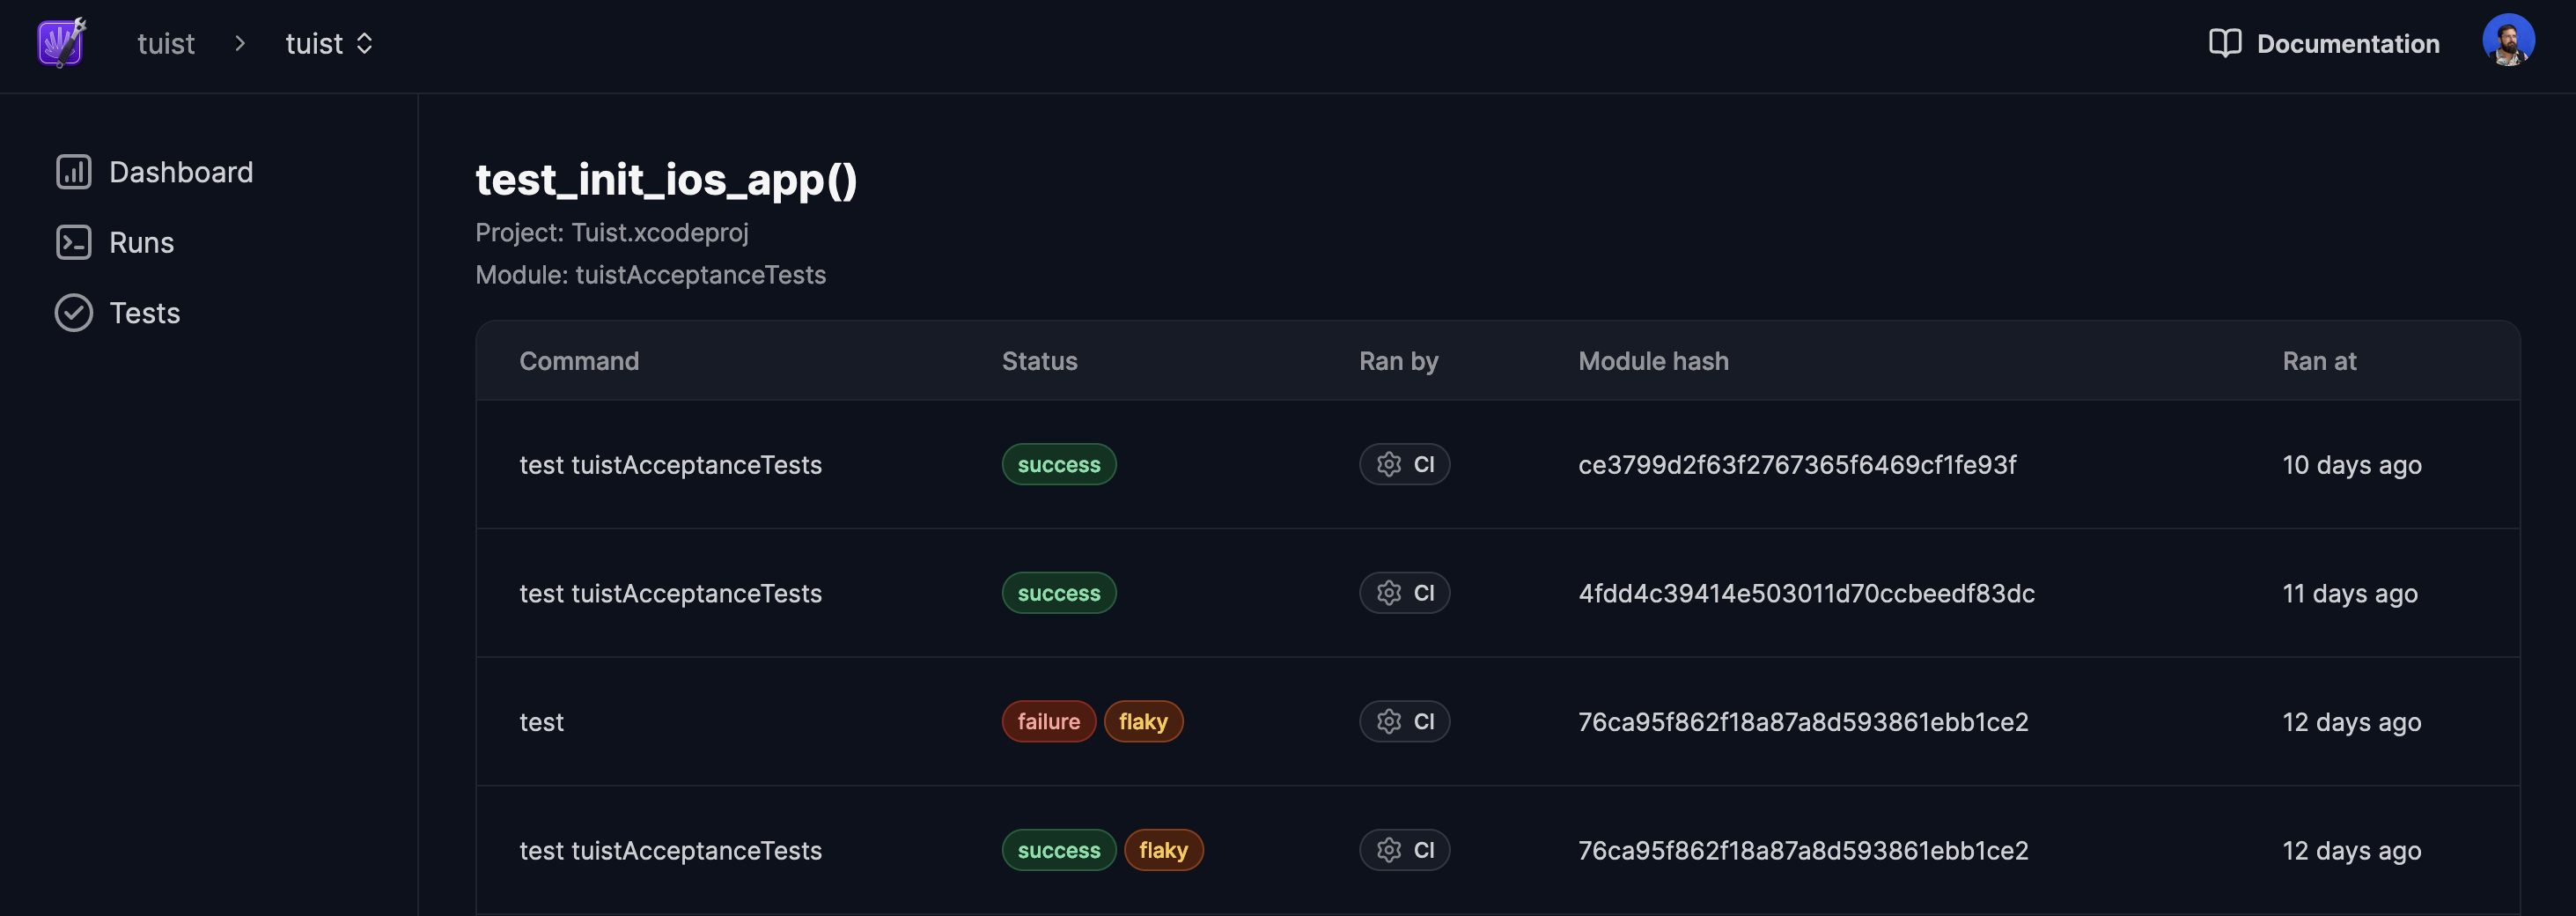 tuist > tuist
Documentation
Dashboard
Runs
Tests
test_init_ios_app()
Project: Tuist.xcodeproj
Module: tuistAcceptanceTests
Command Status Ran by Module hash Ran at
test tuistAcceptanceTests success CI ce3799d2f63f2767365f6469cf1fe93f 10 days ago
test tuistAcceptanceTests success CI 4fdd4c39414e503011d70ccbeedf83dc 11 days ago
test failure flaky CI 76ca95f862f18a87a8d593861ebb1ce2 12 days ago
test tuistAcceptanceTests success flaky CI 76ca95f862f18a87a8d593861ebb1ce2 12 days ago